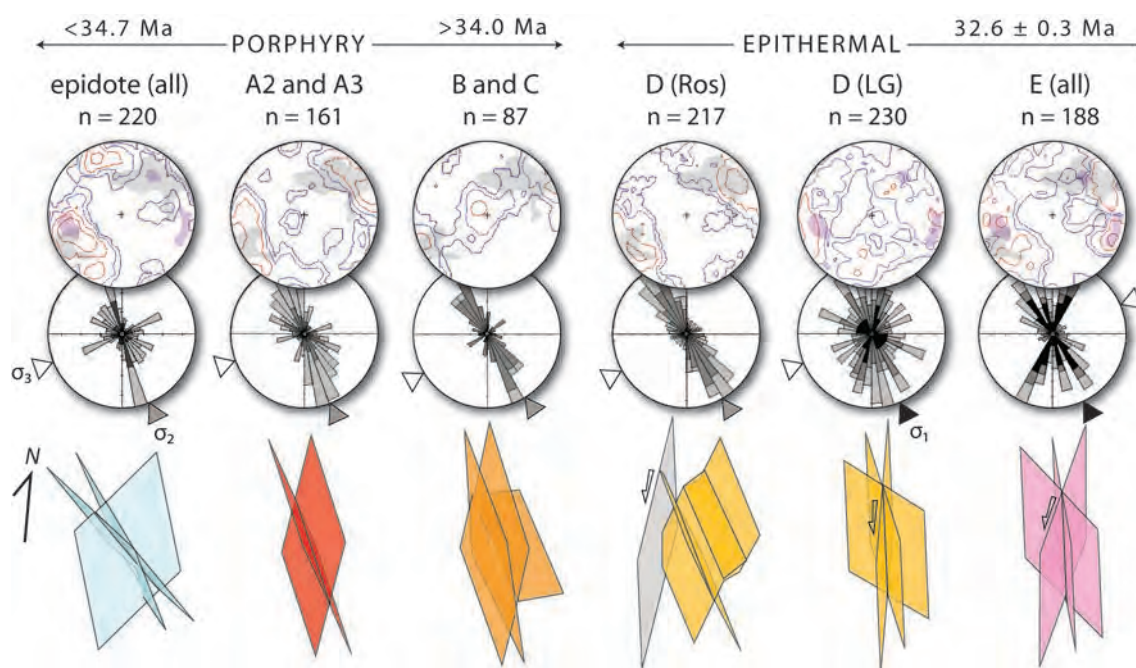 <34.7 Ma
>34.0 Ma
32.6 ± 0.3 Ma
PORPHYRY
EPITHERMAL
epidote (all)
n = 220
A2 and A3
n = 161
B and C
n = 87
D (Ros)
n = 217
D (LG)
n = 230
E (all)
n = 188
σ3
σ2
σ1
N